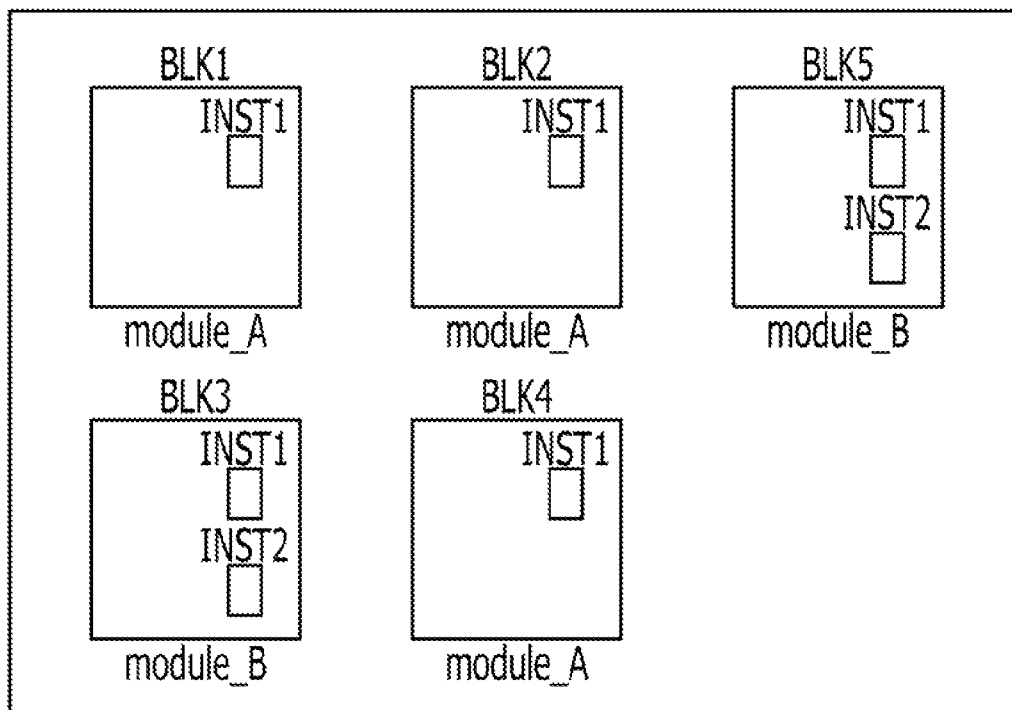 BLK1
INST1
module_A
BLK2
INST1
module_A
BLK5
INST1
INST2
module_B
BLK3
INST1
INST2
module_B
BLK4
INST1
module_A